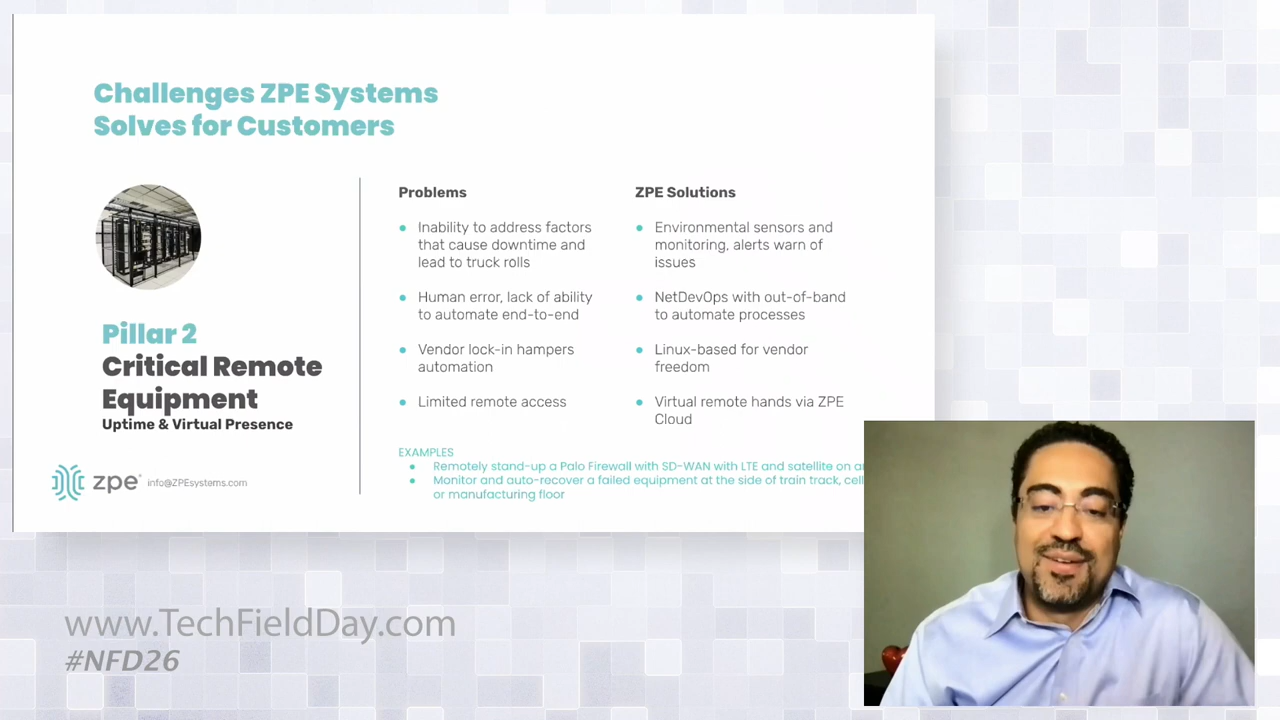 Challenges ZPE Systems
Solves for Customers
Pillar 2
Critical Remote
Equipment
Uptime & Virtual Presence
zpe
info@ZPEsystems.com
Problems
Inability to address factors
that cause downtime and
lead to truck rolls
Human error, lack of ability
to automate end-to-end
Vendor lock-in hampers
automation
Limited remote access
ZPE Solutions
Environmental sensors and
monitoring, alerts warn of
issues
NetDevOps with out-of-band
to automate processes
Linux-based for vendor
freedom
Virtual remote hands via ZPE
Cloud
EXAMPLES
Remotely stand-up a Palo Firewall with SD-WAN with LTE and satellite on
Monitor and auto-recover a failed equipment at the side of train track,
or manufacturing floor
www.TechFieldDay.com
#NFD26